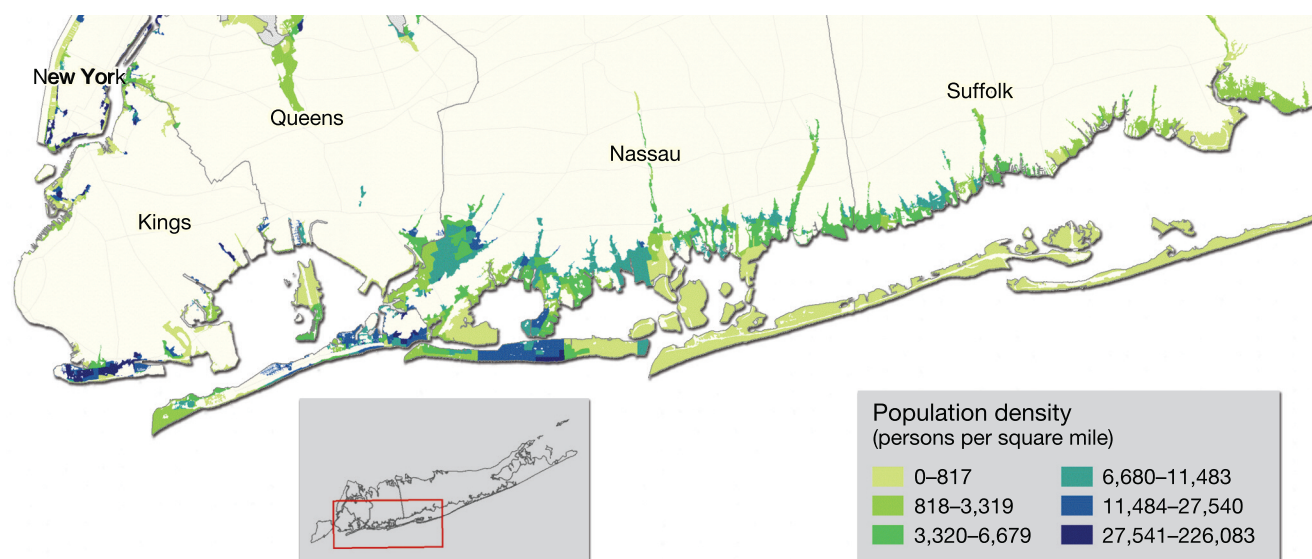 New York
Queens
Kings
Nassau
Suffolk
Population density
(persons per square mile)
0–817
818–3,319
3,320–6,679
6,680–11,483
11,484–27,540
27,541–226,083